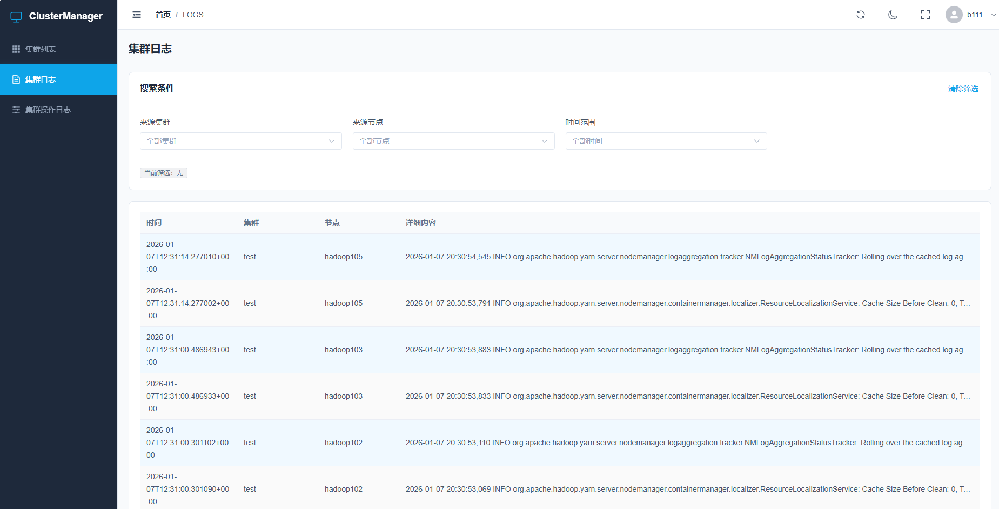 ClusterManager
首页 / LOGS
b111
集群列表
集群日志
集群操作日志
集群日志
搜索条件
清除筛选
来源集群
来源节点
时间范围
全部集群
全部节点
全部时间
当前筛选：无
时间
集群
节点
详细内容
2026-01-
07T12:31:14.277010+00
:00
test
hadoop105
2026-01-07 20:30:54,545 INFO org.apache.hadoop.yarn.server.nodemanager.logaggregation.tracker.NMLogAggregationStatusTracker: Rolling over the cached log ag...
2026-01-
07T12:31:14.277002+00
:00
test
hadoop105
2026-01-07 20:30:53,791 INFO org.apache.hadoop.yarn.server.nodemanager.containermanager.localizer.ResourceLocalizationService: Cache Size Before Clean: 0, T...
2026-01-
07T12:31:00.486943+00
:00
test
hadoop103
2026-01-07 20:30:53,883 INFO org.apache.hadoop.yarn.server.nodemanager.logaggregation.tracker.NMLogAggregationStatusTracker: Rolling over the cached log ag...
2026-01-
07T12:31:00.486933+00
:00
test
hadoop103
2026-01-07 20:30:53,833 INFO org.apache.hadoop.yarn.server.nodemanager.containermanager.localizer.ResourceLocalizationService: Cache Size Before Clean: 0, T...
2026-01-
07T12:31:00.301102+00:
00
test
hadoop102
2026-01-07 20:30:53,110 INFO org.apache.hadoop.yarn.server.nodemanager.logaggregation.tracker.NMLogAggregationStatusTracker: Rolling over the cached log ag...
2026-01-
07T12:31:00.301090+00
:00
test
hadoop102
2026-01-07 20:30:53,069 INFO org.apache.hadoop.yarn.server.nodemanager.containermanager.localizer.ResourceLocalizationService: Cache Size Before Clean: 0, T...